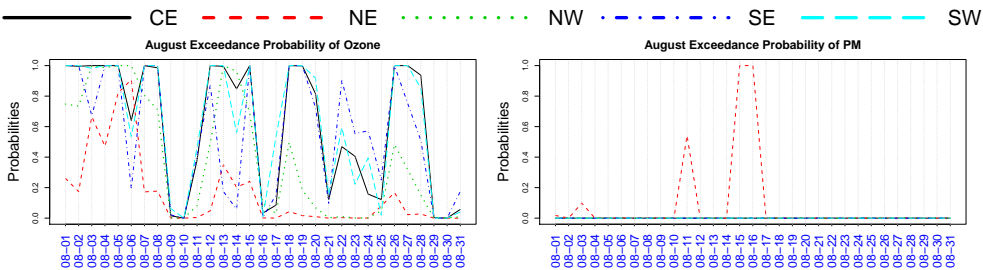 CE NE NW SE SW
August Exceedance Probability of Ozone
Probabilities
1.0
0.8
0.6
0.4
0.2
0.0
08−01 08−02 08−03 08−04 08−05 08−06 08−07 08−08 08−09 08−10 08−11 08−12 08−13 08−14 08−15 08−16 08−17 08−18 08−19 08−20 08−21 08−22 08−23 08−24 08−25 08−26 08−27 08−28 08−29 08−30 08−31
August Exceedance Probability of PM
Probabilities
1.0
0.8
0.6
0.4
0.2
0.0
08−01 08−02 08−03 08−04 08−05 08−06 08−07 08−08 08−09 08−10 08−11 08−12 08−13 08−14 08−15 08−16 08−17 08−18 08−19 08−20 08−21 08−22 08−23 08−24 08−25 08−26 08−27 08−28 08−29 08−30 08−31